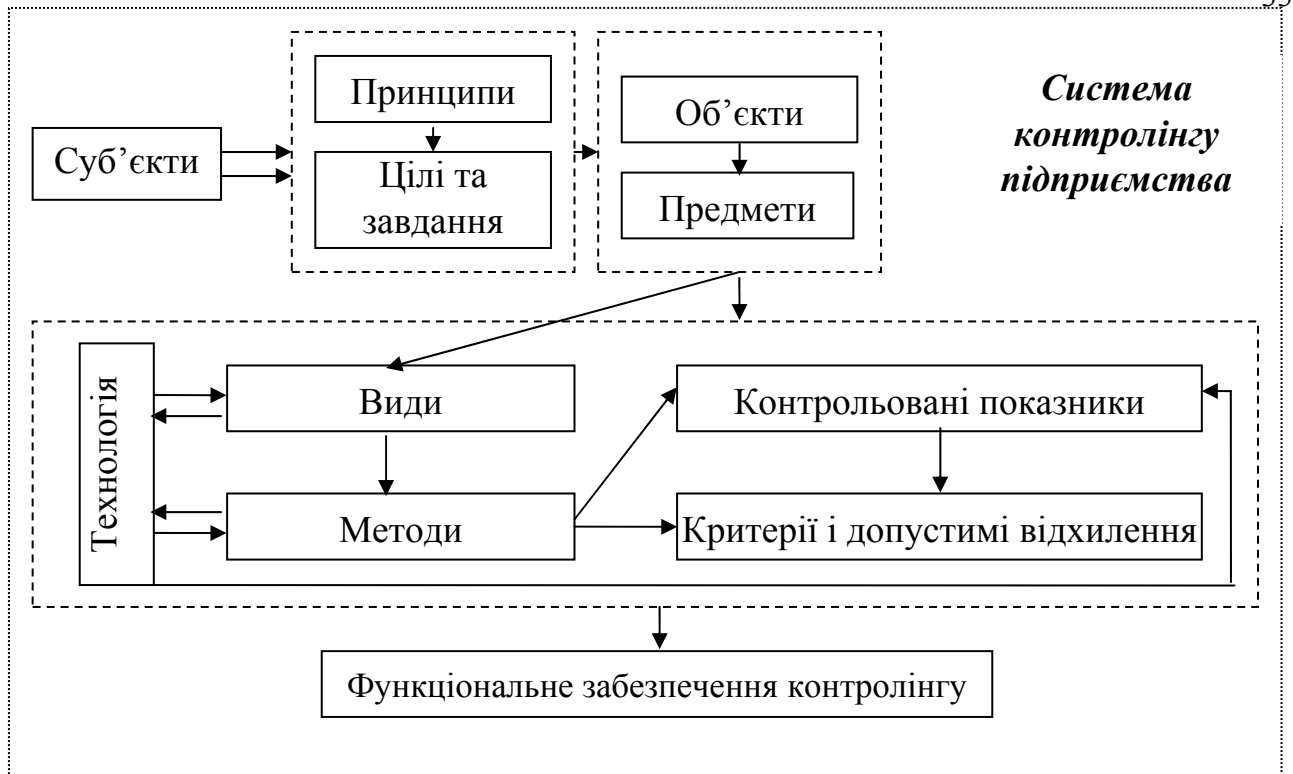 Принципи
Об’єкти
Система
контролінгу
підприємства
Суб’єкти
Цілі та
завдання
Предмети
Технологія
Види
Контрольовані показники
Методи
Критерії і допустимі відхилення
Функціональне забезпечення контролінгу